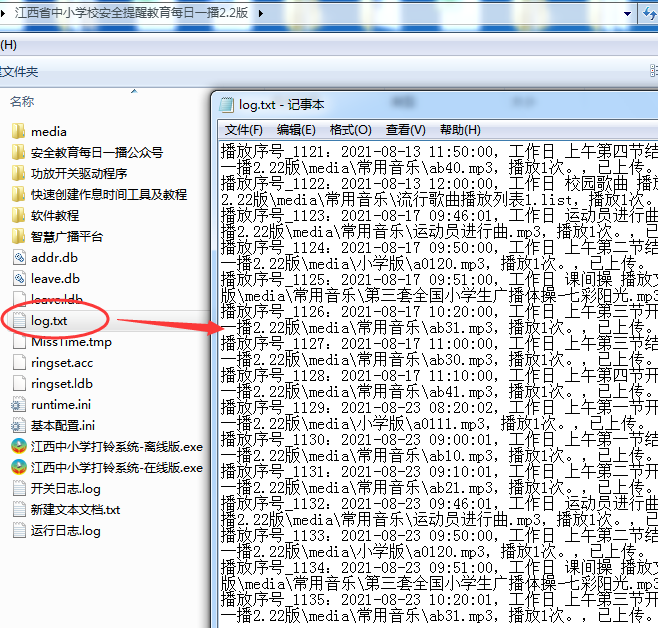 江西省中小学校安全提醒教育每日一播2.2版
(H)
文件夹
名称
media
安全教育每日一播公众号
功放开关驱动程序
快速创建作息时间工具及教程
软件教程
智慧广播平台
addr.db
leave.db
leave.ldb
log.txt
MissTime.tmp
ringset.acc
ringset.ldb
runtime.ini
基本配置.ini
江西中小学打铃系统-离线版.exe
江西中小学打铃系统-在线版.exe
开关日志.log
新建文本文档.txt
运行日志.log
log.txt - 记事本
文件(F) 编辑(E) 格式(O) 查看(V) 帮助(H)
播放序号_1121: 2021-08-13 11:50:00, 工作日 上午第四节结
一播2.22版\media\常用音乐\ab40.mp3, 播放1次。, 已上传。
播放序号_1122: 2021-08-13 12:00:00, 工作日 校园歌曲 播
2.22版\media\常用音乐\流行歌曲播放列表1.list, 播放1次。
播放序号_1123: 2021-08-17 09:46:01, 工作日 运动员进行曲
2.22版\media\常用音乐\运动员进行曲.mp3, 播放1次。, 已
播放序号_1124: 2021-08-17 09:50:00, 工作日 上午第二节结
一播2.22版\media\小学版\a0120.mp3, 播放1次。, 已上传。
播放序号_1125: 2021-08-17 09:51:00, 工作日 课间操 播放文
版\media\常用音乐\第三套全国小学生广播体操-七彩阳光.mp3
播放序号_1126: 2021-08-17 10:20:00, 工作日 上午第三节开
一播2.22版\media\常用音乐\ab31.mp3, 播放1次。, 已上传。
播放序号_1127: 2021-08-17 11:00:00, 工作日 上午第三节结
一播2.22版\media\常用音乐\ab30.mp3, 播放1次。, 已上传。
播放序号_1128: 2021-08-17 11:10:00, 工作日 上午第四节开
一播2.22版\media\常用音乐\ab41.mp3, 播放1次。, 已上传。
播放序号_1129: 2021-08-23 08:20:02, 工作日 上午第一节开
一播2.22版\media\小学版\a0111.mp3, 播放1次。, 已上传。
播放序号_1130: 2021-08-23 09:00:01, 工作日 上午第一节结
一播2.22版\media\常用音乐\ab10.mp3, 播放1次。, 已上传。
播放序号_1131: 2021-08-23 09:10:01, 工作日 上午第二节开
一播2.22版\media\常用音乐\ab21.mp3, 播放1次。, 已上传。
播放序号_1132: 2021-08-23 09:46:01, 工作日 运动员进行曲
2.22版\media\常用音乐\运动员进行曲.mp3, 播放1次。, 已
播放序号_1133: 2021-08-23 09:50:00, 工作日 上午第二节结
一播2.22版\media\小学版\a0120.mp3, 播放1次。, 已上传。
播放序号_1134: 2021-08-23 09:51:00, 工作日 课间操 播放文
版\media\常用音乐\第三套全国小学生广播体操-七彩阳光.mp3
播放序号_1135: 2021-08-23 10:20:01, 工作日 上午第三节开
一播2.22版\media\常用音乐\ab31.mp3, 播放1次。, 已上传。